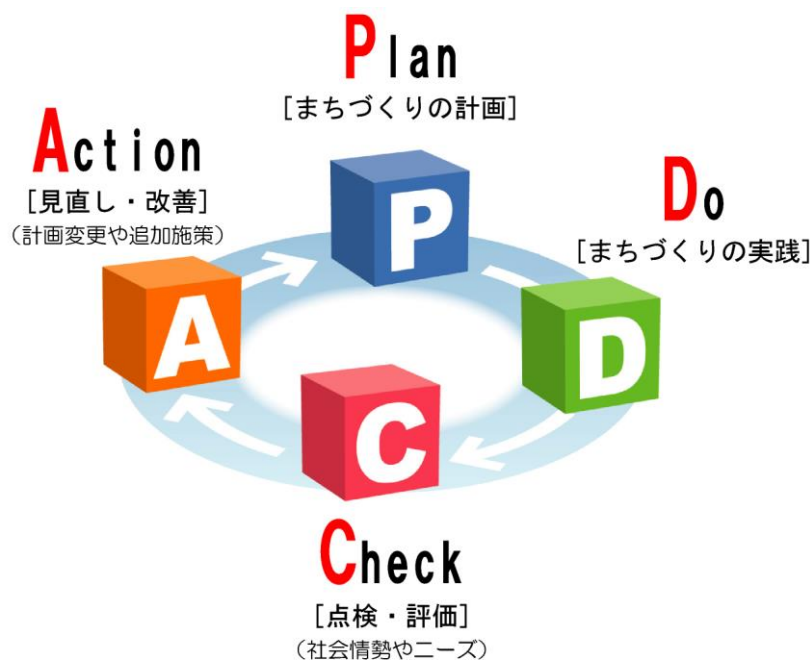 Plan
[まちづくりの計画]
Action
[見直し・改善]
（計画変更や追加施策）
Do
[まちづくりの実践]
P
A
D
C
Check
[点検・評価]
（社会情勢やニーズ）